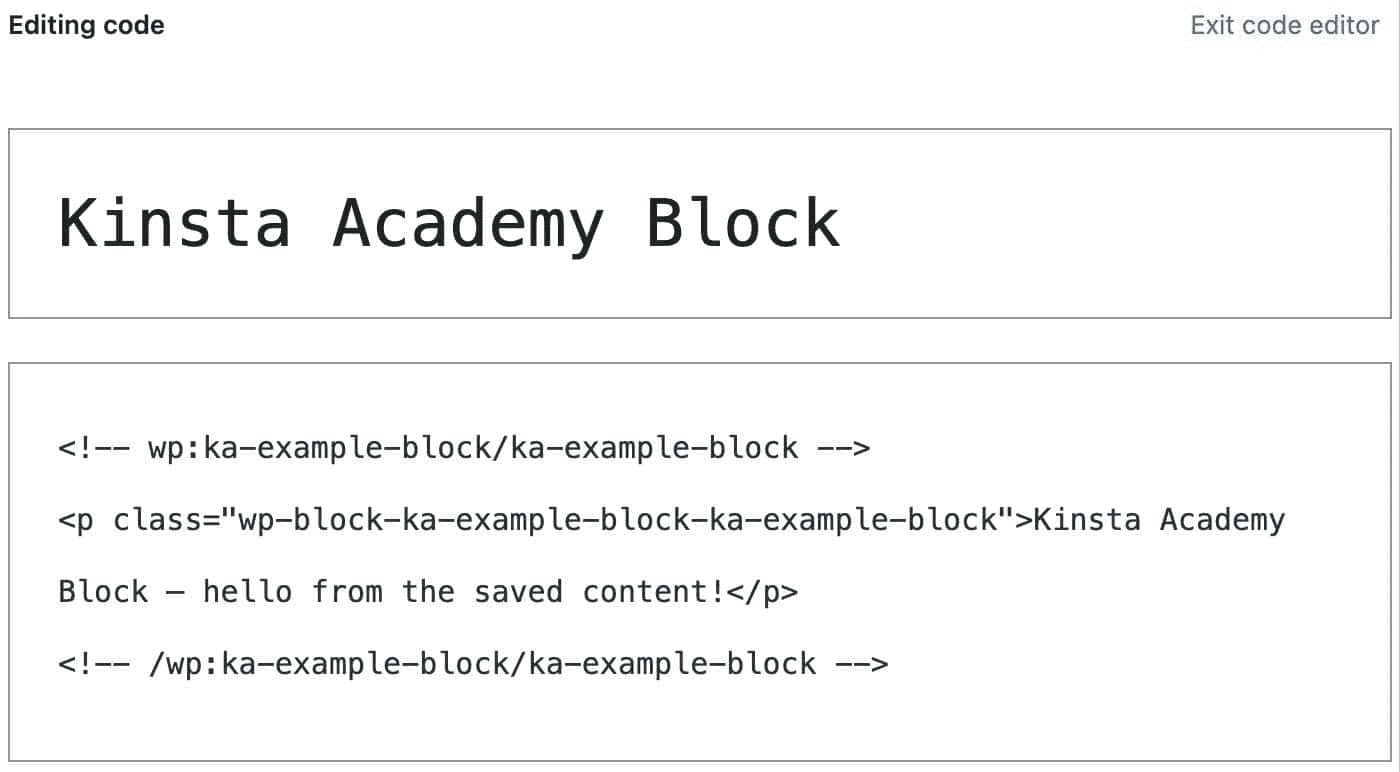 Editing code
Exit code editor
Kinsta Academy Block
<!-- wp:ka-example-block/ka-example-block -->
<p class="wp-block-ka-example-block-ka-example-block">Kinsta Academy
Block – hello from the saved content!</p>
<!-- /wp:ka-example-block/ka-example-block -->